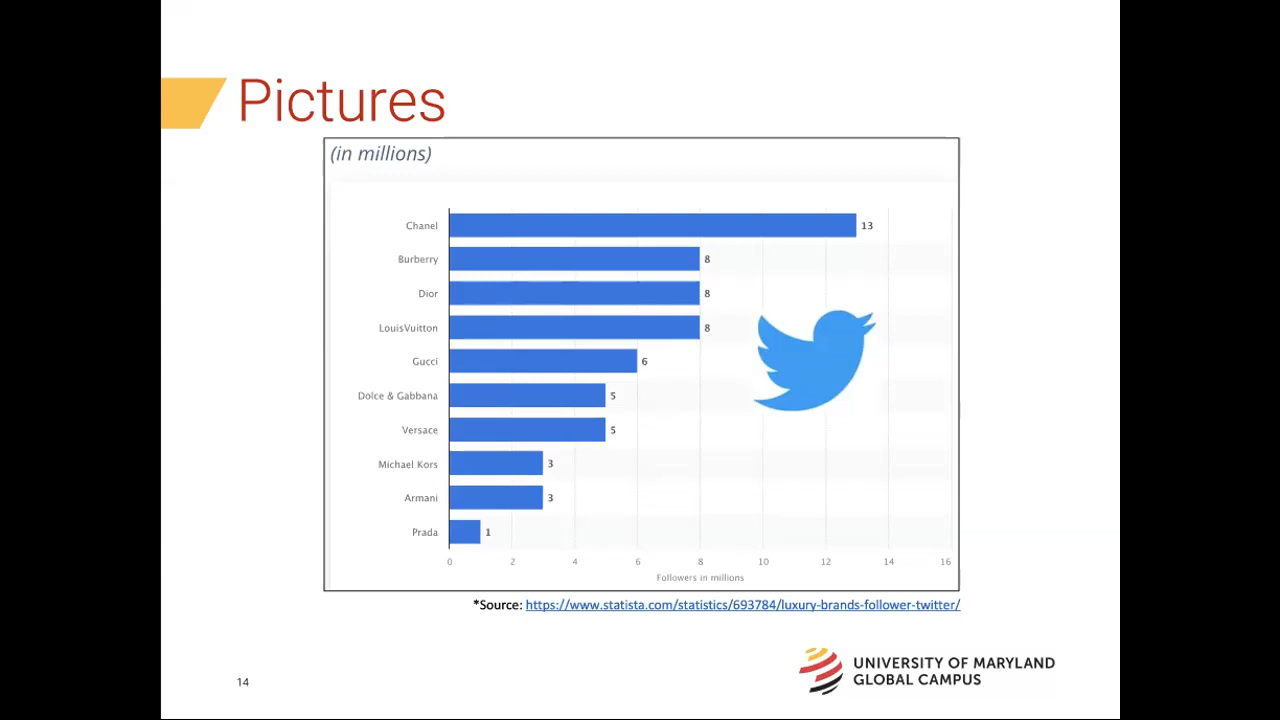 Pictures
(in millions)
Chanel 13
Burberry 8
Dior 8
LouisVuitton 8
Gucci 6
Dolce & Gabbana 5
Versace 5
Michael Kors 3
Armani 3
Prada 1
0 2 4 6 8 10 12 14 16
Followers in millions
*Source: https://www.statista.com/statistics/693784/luxury-brands-follower-twitter/
14
UNIVERSITY OF MARYLAND
GLOBAL CAMPUS